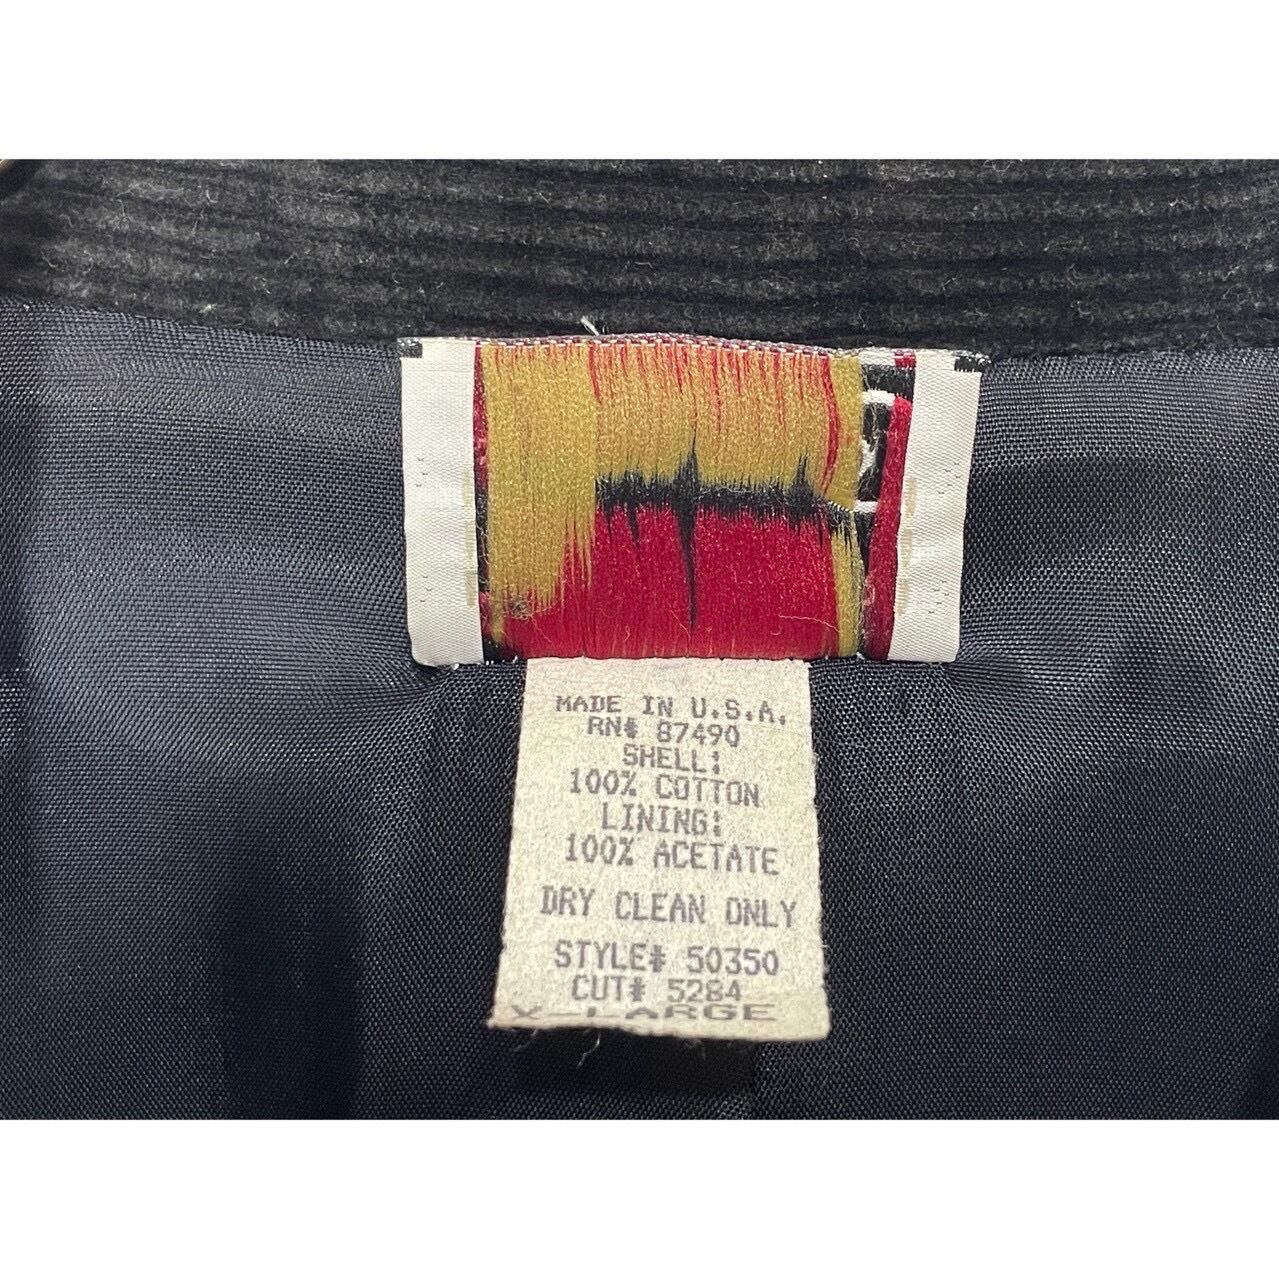 MADE IN U.S.A.
RN# 87490
SHELL:
100% COTTON
LINING:
100% ACETATE
DRY CLEAN ONLY
STYLE# 50350
CUT# 5284
X-LARGE